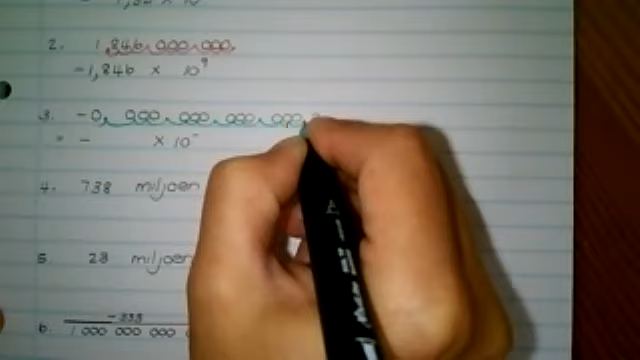 2. 1,846 000 000,
-1,846 × 10⁹
3. -0, 000 000 000 000
= - × 10⁻
4. 738 miljoen
5. 28 miljoen
6. -333
1 000 000 000